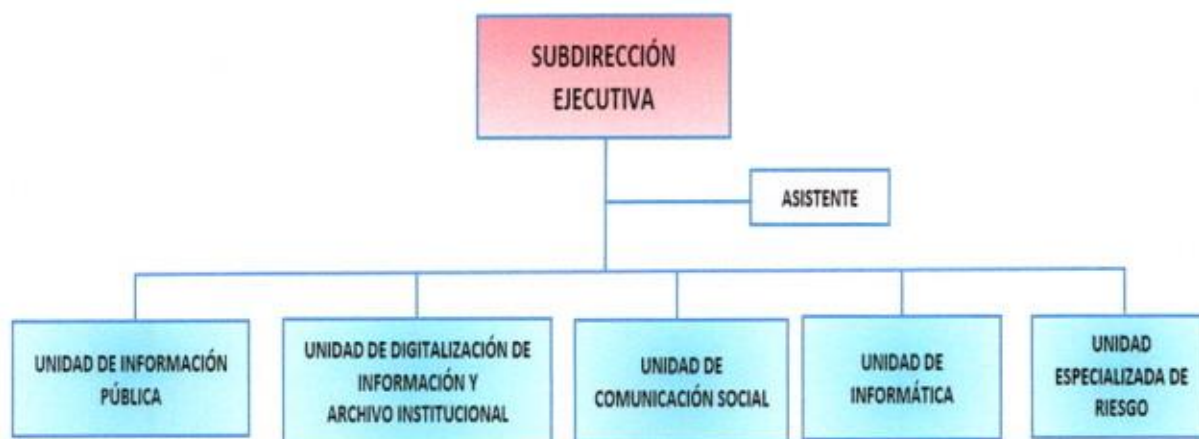 SUBDIRECCIÓN
EJECUTIVA
ASISTENTE
UNIDAD DE INFORMACIÓN
PÚBLICA
UNIDAD DE DIGITALIZACIÓN DE
INFORMACIÓN Y
ARCHIVO INSTITUCIONAL
UNIDAD DE
COMUNICACIÓN SOCIAL
UNIDAD DE
INFORMÁTICA
UNIDAD
ESPECIALIZADA DE
RIESGO